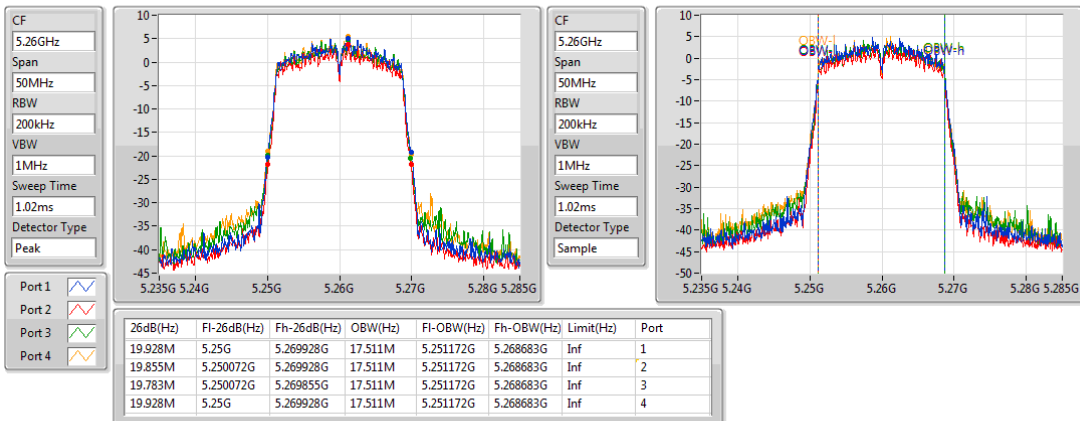 CF
5.26GHz
Span
50MHz
RBW
200kHz
VBW
1MHz
Sweep Time
1.02ms
Detector Type
Peak
10
5
0
-5
-10
-15
-20
-25
-30
-35
-40
-45
5.235G 5.24G 5.25G 5.26G 5.27G 5.28G 5.285G
CF
5.26GHz
Span
50MHz
RBW
200kHz
VBW
1MHz
Sweep Time
1.02ms
Detector Type
Sample
10
5
0
-5
-10
-15
-20
-25
-30
-35
-40
-45
-50
OBW-l
OBW-l OBW-h
5.235G 5.24G 5.25G 5.26G 5.27G 5.28G 5.285G
Port 1
Port 2
Port 3
Port 4
26dB(Hz) Fl-26dB(Hz) Fh-26dB(Hz) OBW(Hz) Fl-OBW(Hz) Fh-OBW(Hz) Limit(Hz) Port
19.928M 5.25G 5.269928G 17.511M 5.251172G 5.268683G Inf 1
19.855M 5.250072G 5.269928G 17.511M 5.251172G 5.268683G Inf 2
19.783M 5.250072G 5.269855G 17.511M 5.251172G 5.268683G Inf 3
19.928M 5.25G 5.269928G 17.511M 5.251172G 5.268683G Inf 4